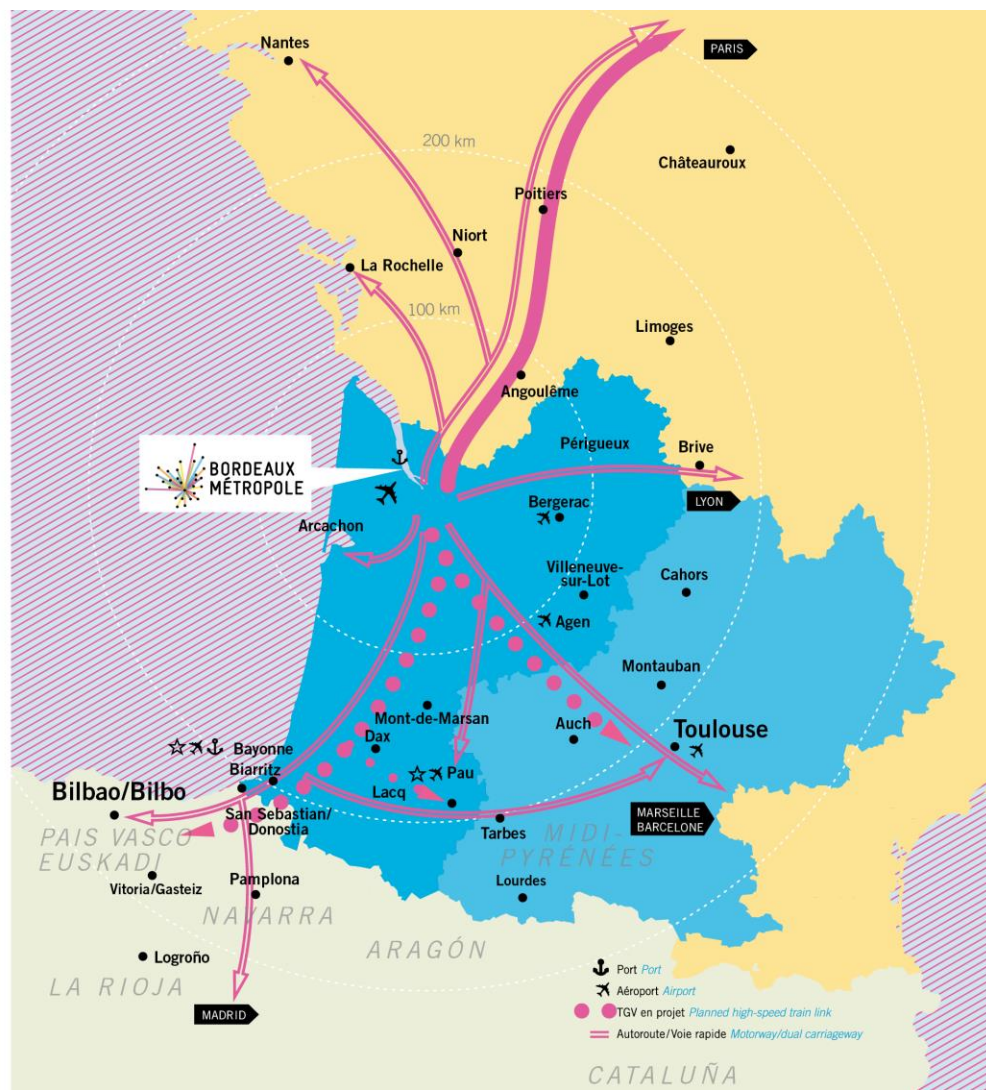 Nantes
PARIS
200 km
Châteauroux
Poitiers
Niort
La Rochelle
100 km
Limoges
Angoulême
Périgueux
Brive
BORDEAUX
MÉTROPOLE
LYON
Bergerac
Arcachon
Villeneuve-
sur-Lot
Cahors
Agen
Montauban
Mont-de-Marsan
Auch
Toulouse
Dax
Bayonne
Biarritz
Pau
Lacq
Bilbao/Bilbo
San Sebastian/
Donostia
MARSEILLE
BARCELONE
Tarbes
MIDI-
PYRÉNÉES
PAIS VASCO
EUSKADI
Vitoria/Gasteiz
Pamplona
Lourdes
NAVARRA
ARAGÓN
Logroño
LA RIOJA
MADRID
Port Port
Aéroport Airport
TGV en projet Planned high-speed train link
Autoroute/Voie rapide Motorway/dual carriageway
CATALUÑA